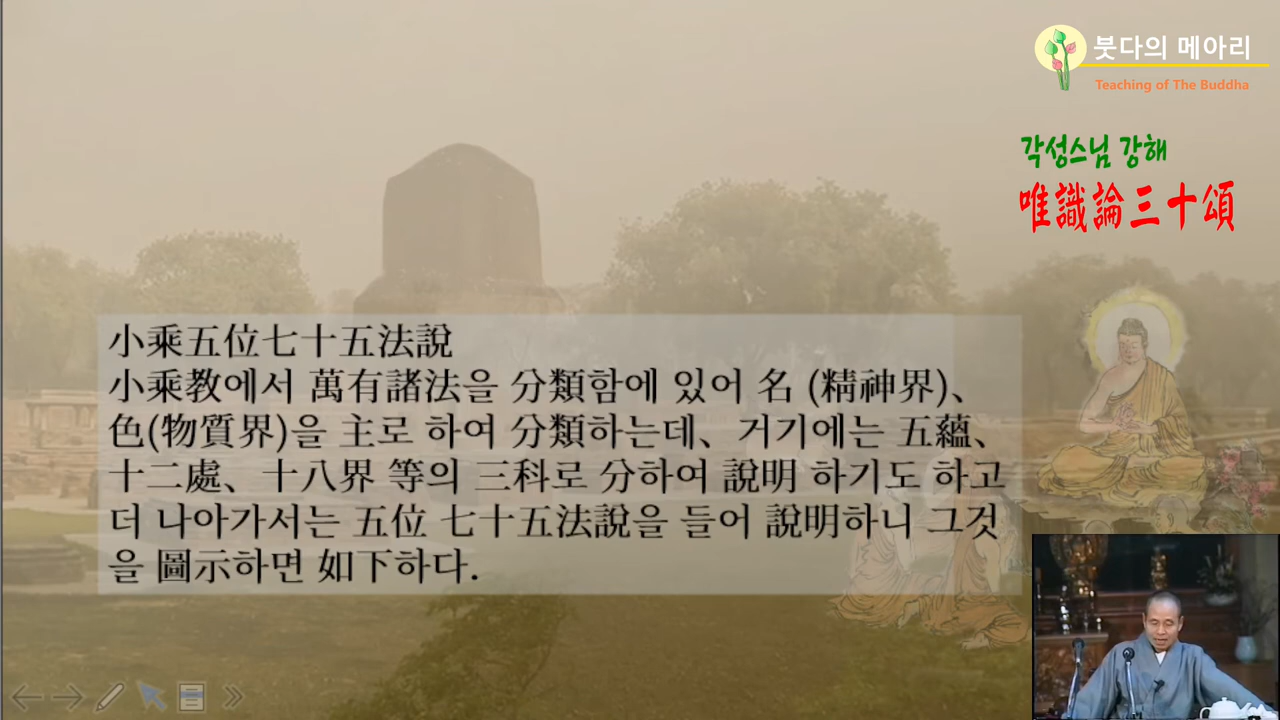 붓다의 메아리
Teaching of The Buddha
각성스님 강해
唯識論三十頌
小乘五位七十五法說
小乘教에서 萬有諸法을 分類함에 있어 名 (精神界)、
色(物質界)을 主로 하여 分類하는데、거기에는 五蘊、
十二處、十八界 等의 三科로 分하여 說明 하기도 하고
더 나아가서는 五位 七十五法說을 들어 說明하니 그것
을 圖示하면 如下하다.